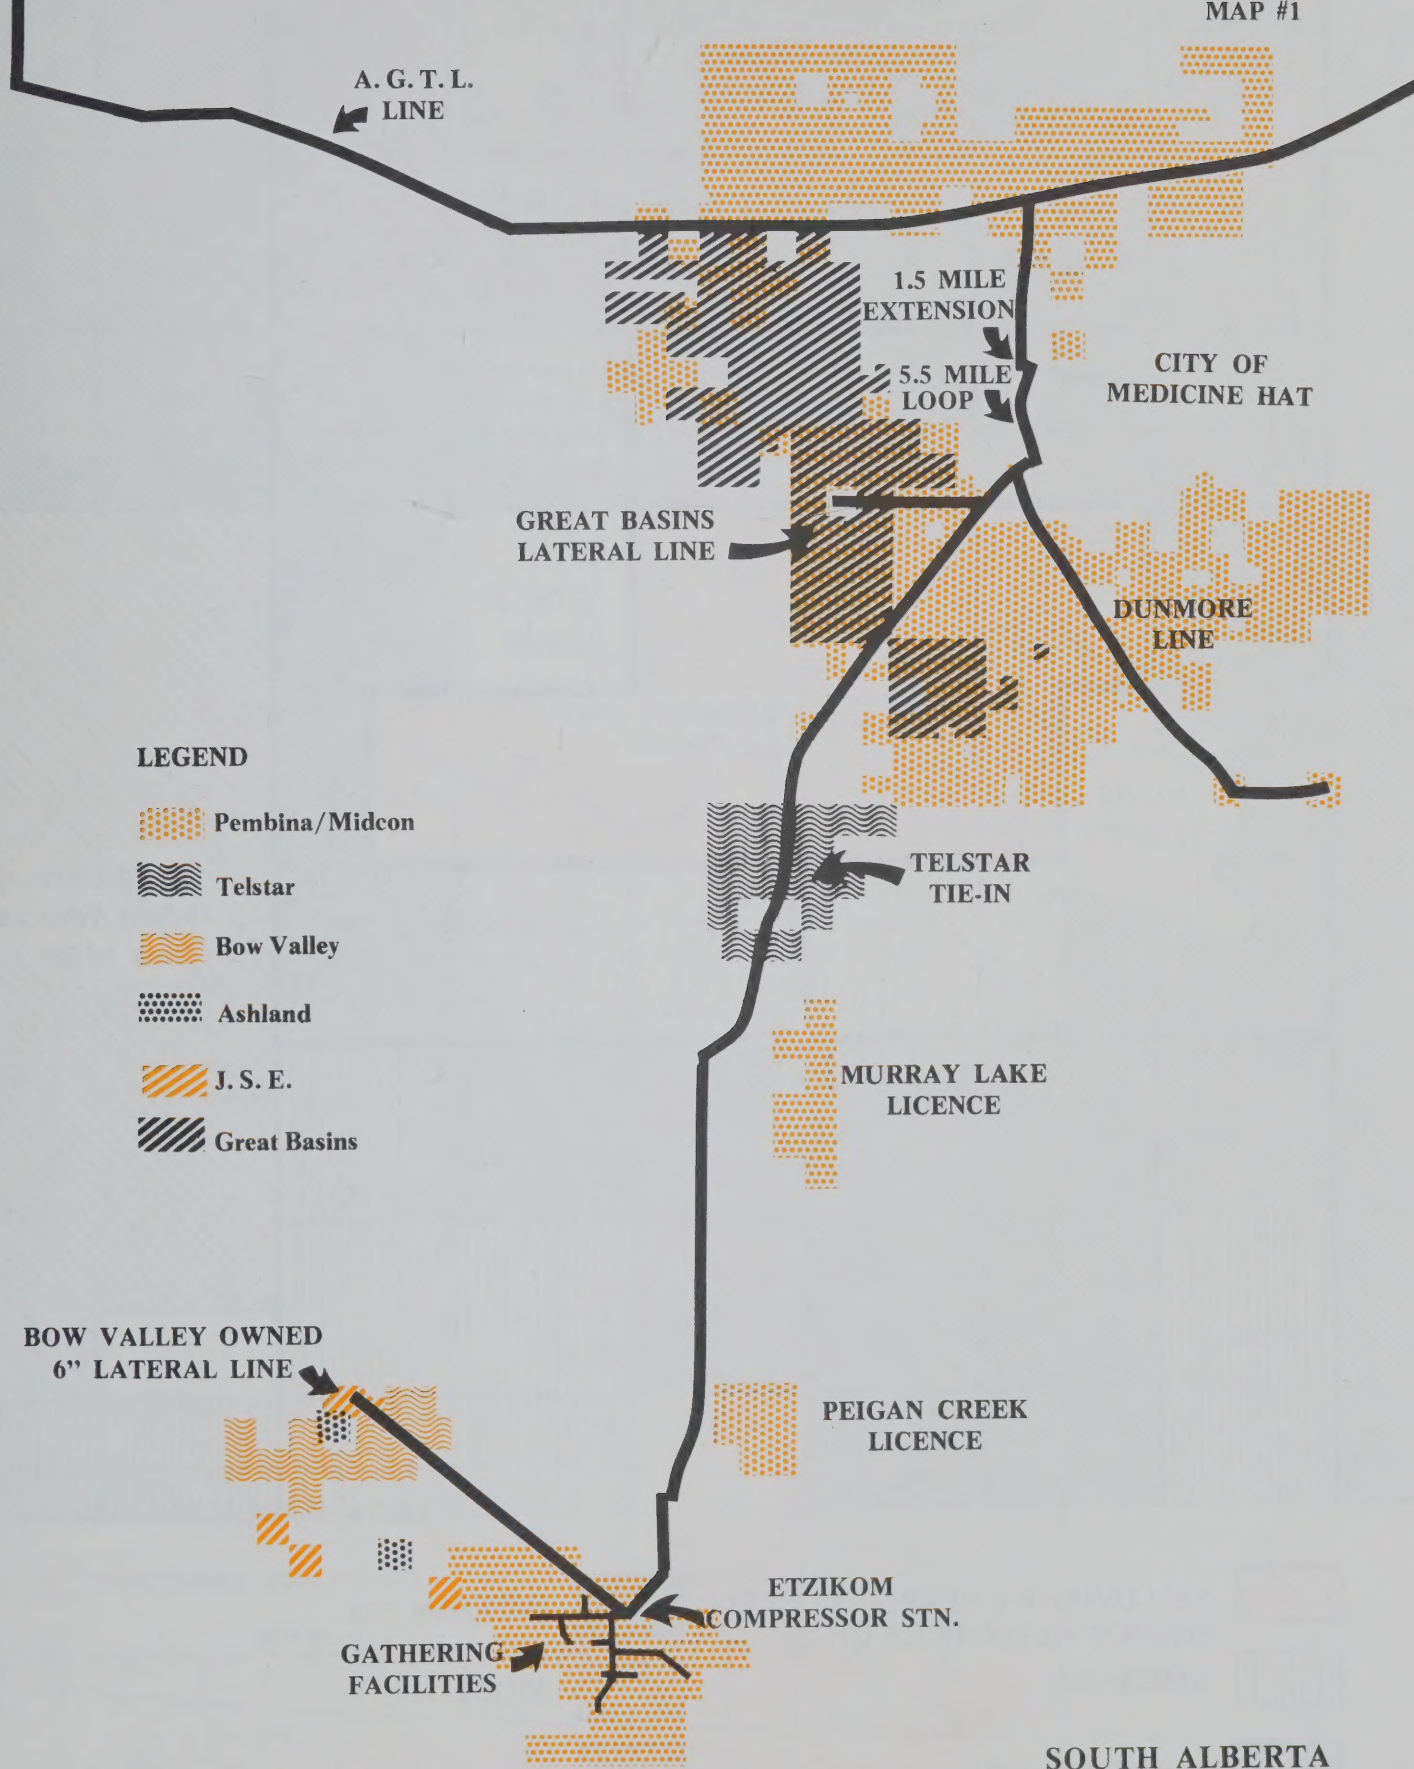 MAP #1
A. G. T. L.
LINE
1.5 MILE
EXTENSION
5.5 MILE
LOOP
CITY OF
MEDICINE HAT
GREAT BASINS
LATERAL LINE
DUNMORE
LINE
LEGEND
Pembina/Midcon
Telstar
Bow Valley
Ashland
J. S. E.
Great Basins
TELSTAR
TIE-IN
MURRAY LAKE
LICENCE
BOW VALLEY OWNED
6” LATERAL LINE
PEIGAN CREEK
LICENCE
ETZIKOM
COMPRESSOR STN.
GATHERING
FACILITIES
SOUTH ALBERTA